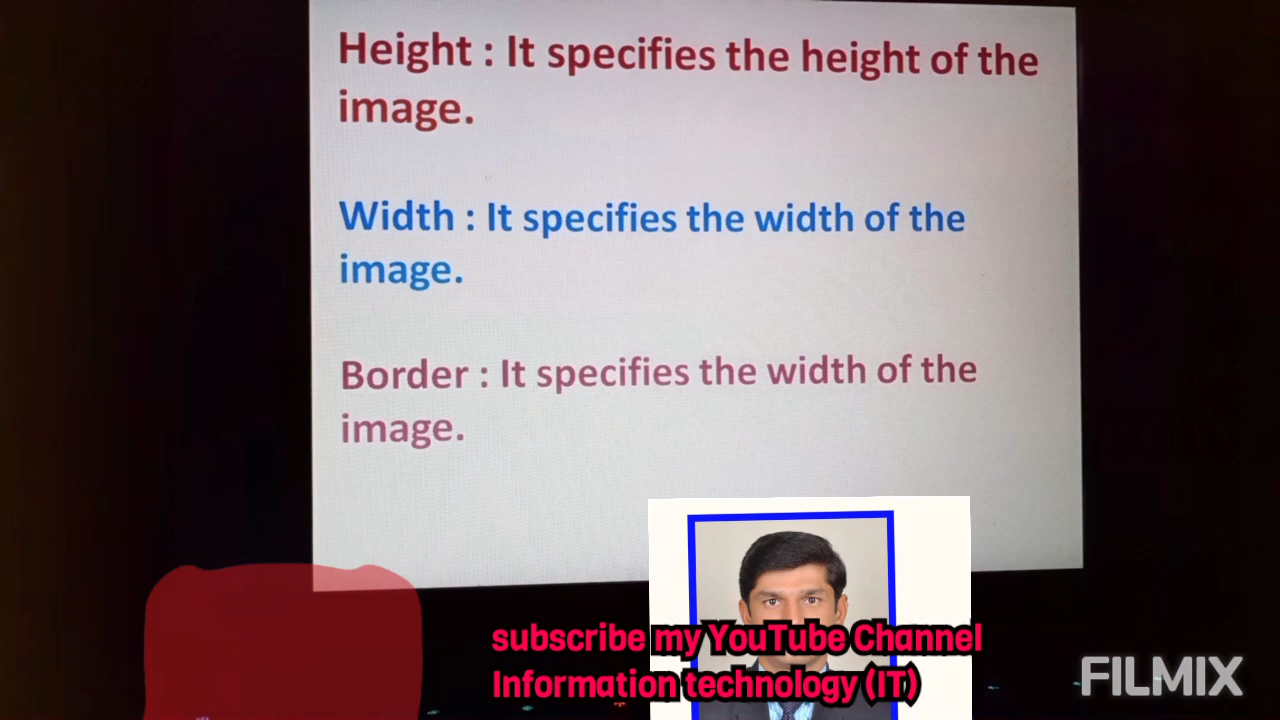 Height : It specifies the height of the
image.
Width : It specifies the width of the
image.
Border : It specifies the width of the
image.
subscribe my YouTube Channel
Information technology (IT)
FILMIX